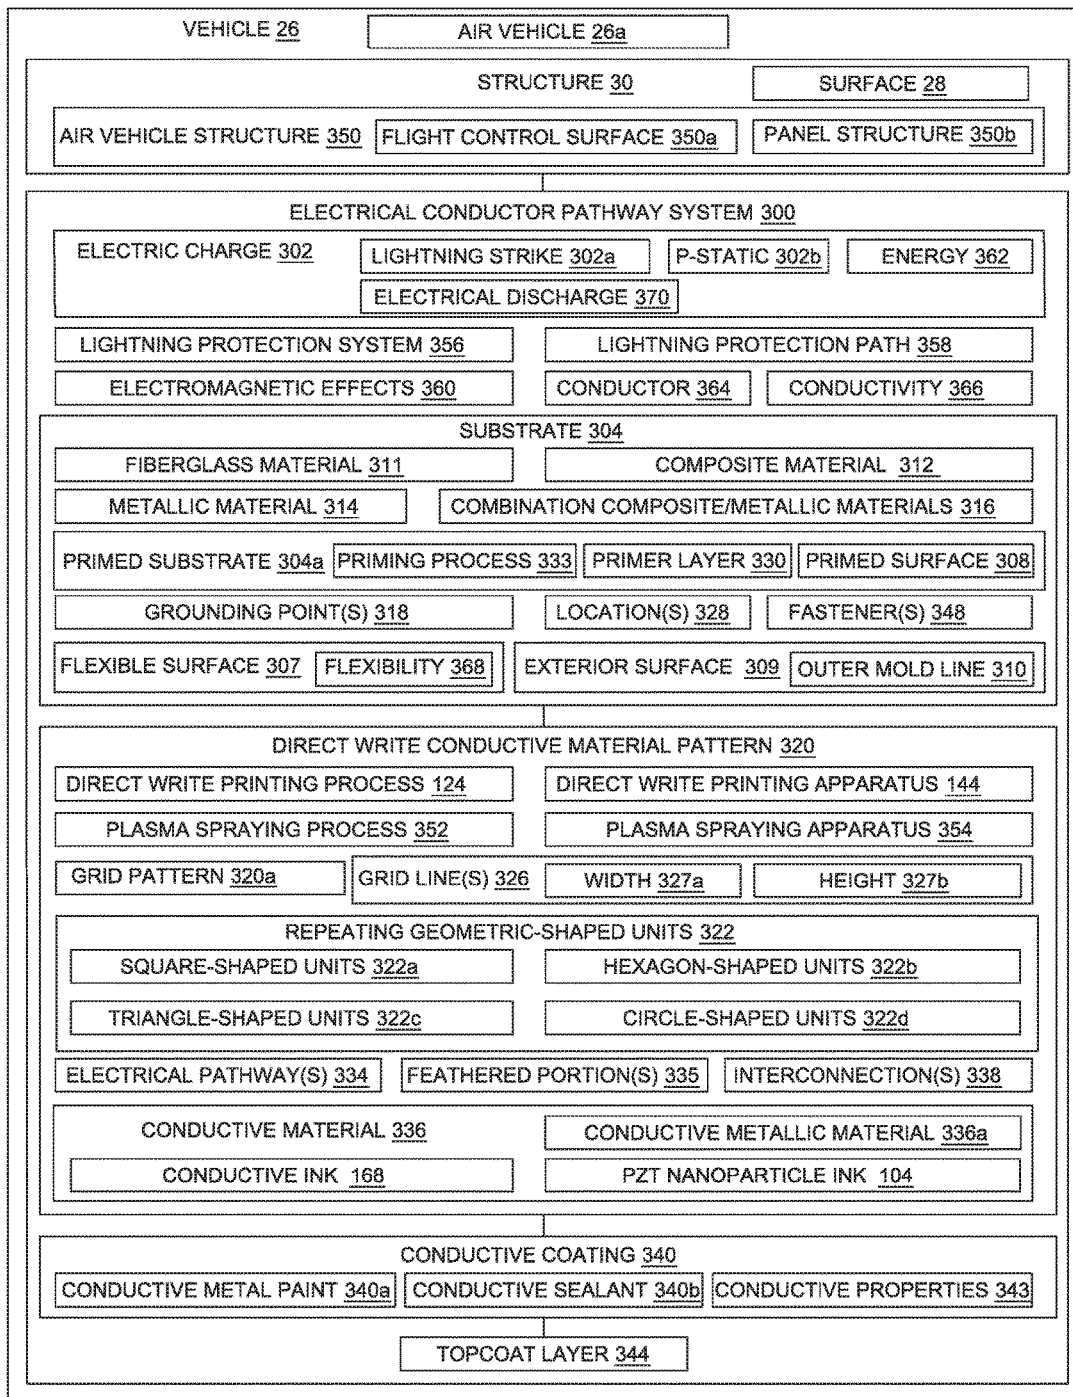 VEHICLE 26 AIR VEHICLE 26a
STRUCTURE 30 SURFACE 28
AIR VEHICLE STRUCTURE 350 FLIGHT CONTROL SURFACE 350a PANEL STRUCTURE 350b
ELECTRICAL CONDUCTOR PATHWAY SYSTEM 300
ELECTRIC CHARGE 302 LIGHTNING STRIKE 302a P-STATIC 302b ENERGY 362
ELECTRICAL DISCHARGE 370
LIGHTNING PROTECTION SYSTEM 356 LIGHTNING PROTECTION PATH 358
ELECTROMAGNETIC EFFECTS 360 CONDUCTOR 364 CONDUCTIVITY 366
SUBSTRATE 304
FIBERGLASS MATERIAL 311 COMPOSITE MATERIAL 312
METALLIC MATERIAL 314 COMBINATION COMPOSITE/METALLIC MATERIALS 316
PRIMED SUBSTRATE 304a PRIMING PROCESS 333 PRIMER LAYER 330 PRIMED SURFACE 308
GROUNDING POINT(S) 318 LOCATION(S) 328 FASTENER(S) 348
FLEXIBLE SURFACE 307 FLEXIBILITY 368 EXTERIOR SURFACE 309 OUTER MOLD LINE 310
DIRECT WRITE CONDUCTIVE MATERIAL PATTERN 320
DIRECT WRITE PRINTING PROCESS 124 DIRECT WRITE PRINTING APPARATUS 144
PLASMA SPRAYING PROCESS 352 PLASMA SPRAYING APPARATUS 354
GRID PATTERN 320a GRID LINE(S) 326 WIDTH 327a HEIGHT 327b
REPEATING GEOMETRIC-SHAPED UNITS 322
SQUARE-SHAPED UNITS 322a HEXAGON-SHAPED UNITS 322b
TRIANGLE-SHAPED UNITS 322c CIRCLE-SHAPED UNITS 322d
ELECTRICAL PATHWAY(S) 334 FEATHERED PORTION(S) 335 INTERCONNECTION(S) 338
CONDUCTIVE MATERIAL 336 CONDUCTIVE METALLIC MATERIAL 336a
CONDUCTIVE INK 168 PZT NANOPARTICLE INK 104
CONDUCTIVE COATING 340
CONDUCTIVE METAL PAINT 340a CONDUCTIVE SEALANT 340b CONDUCTIVE PROPERTIES 343
TOPCOAT LAYER 344